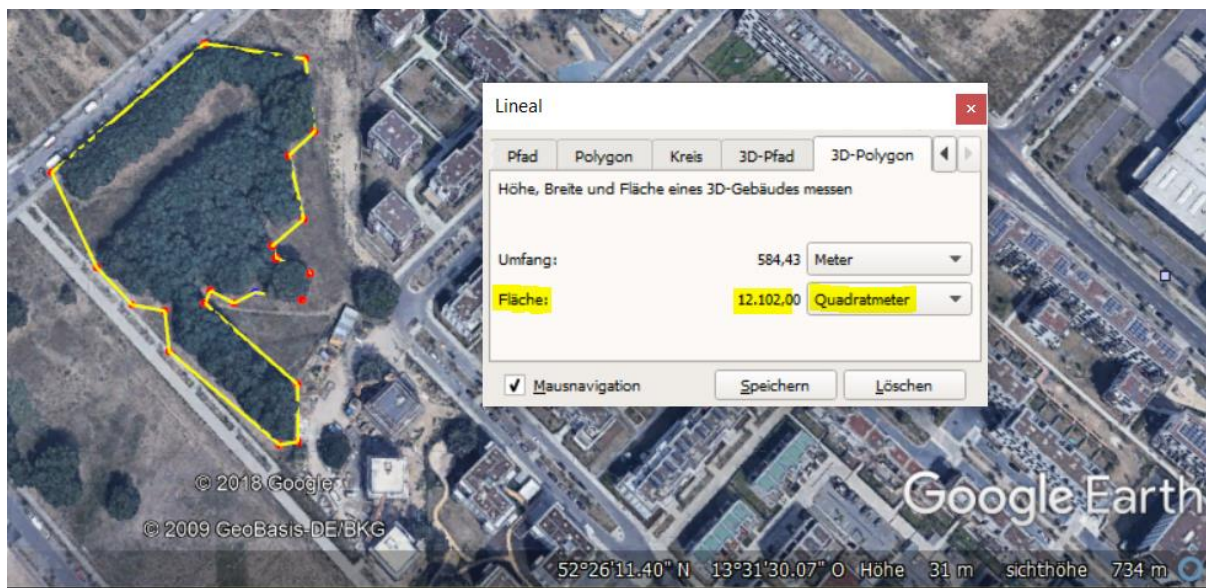 Lineal
Pfad Polygon Kreis 3D-Pfad 3D-Polygon
Höhe, Breite und Fläche eines 3D-Gebäudes messen
Umfang: 584,43 Meter
Fläche: 12.102,00 Quadratmeter
Mausnavigation Speichern Löschen
© 2018 Google
Google Earth
© 2009 GeoBasis-DE/BKG
52°26'11.40" N 13°31'30.07" O Höhe 31 m sichthöhe 734 m